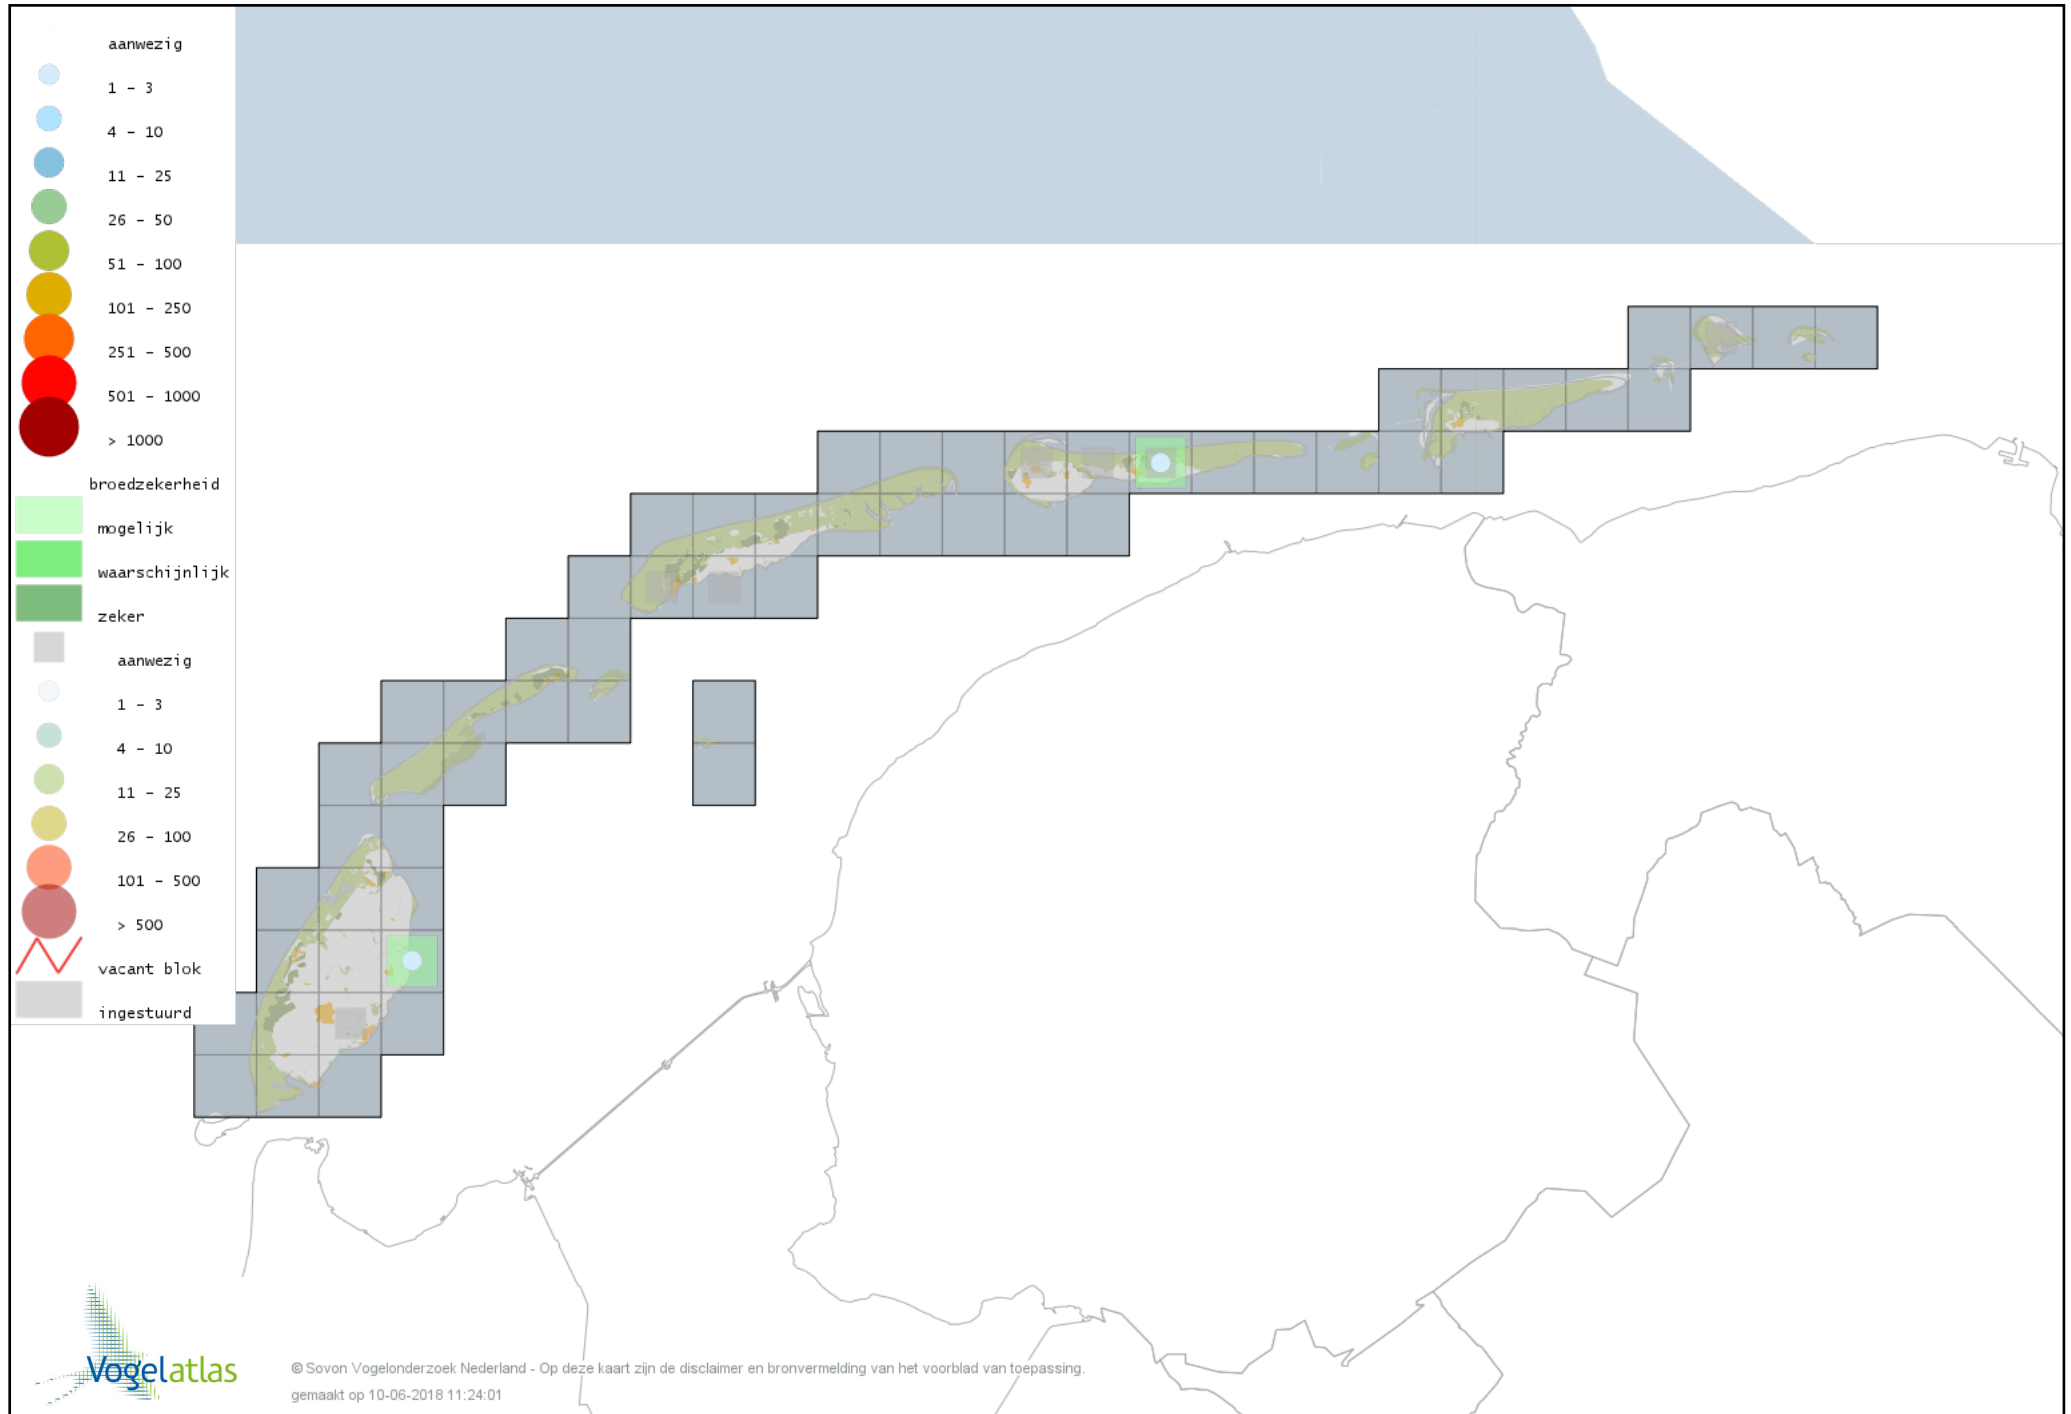 aanwezig
1 - 3
4 - 10
11 - 25
26 - 50
51 - 100
101 - 250
251 - 500
501 - 1000
> 1000
broedzekerheid
mogelijk
waarschijnlijk
zeker
aanwezig
1 - 3
4 - 10
11 - 25
26 - 100
101 - 500
> 500
vacant blok
ingestuurd
Vogelatlas
© Sovon Vogelonderzoek Nederland - Op deze kaart zijn de disclaimer en bronvermelding van het voorblad van toepassing.
gemaakt op 10-06-2018 11:24:01